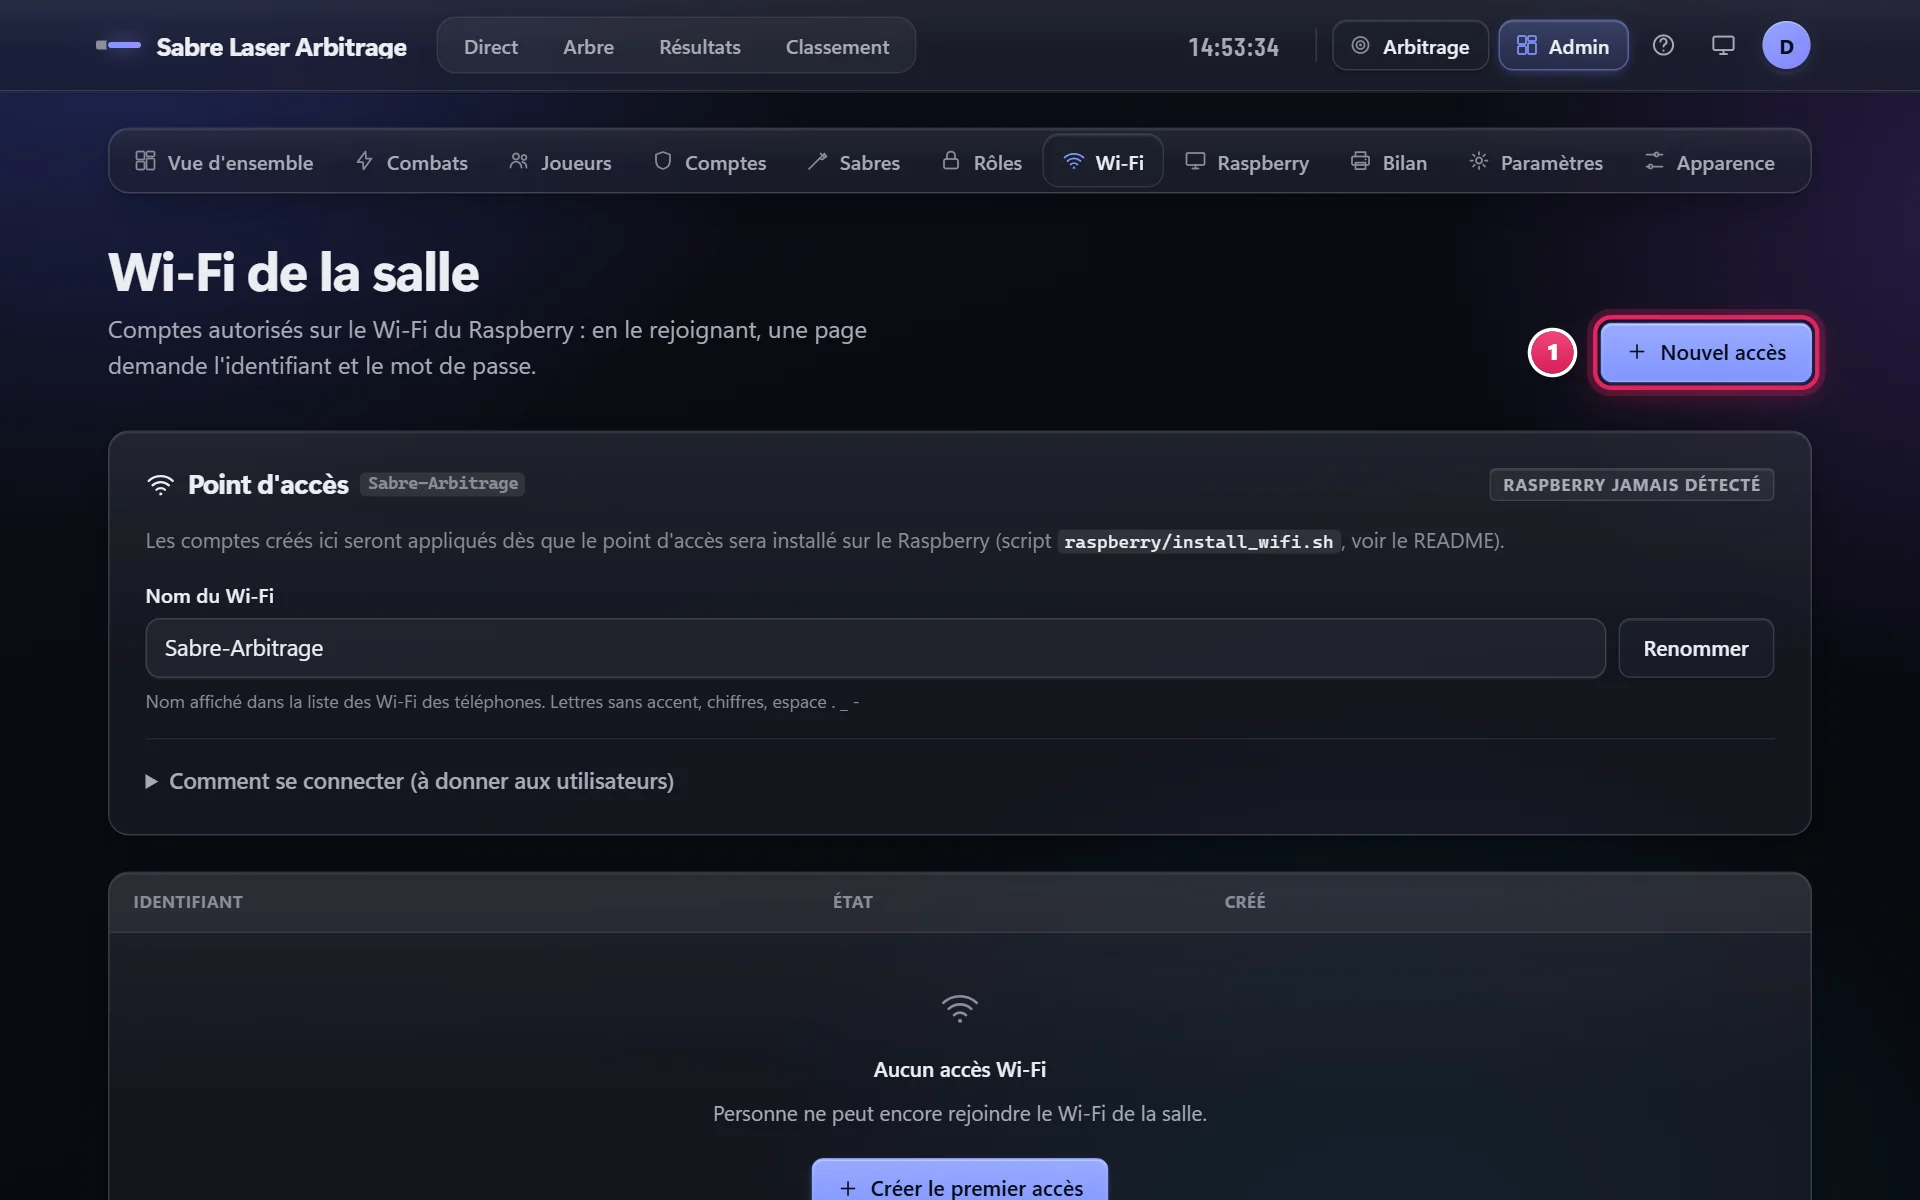 Sabre Laser Arbitrage
Direct
Arbre
Résultats
Classement
14:53:34
Arbitrage
Admin
D
Vue d'ensemble
Combats
Joueurs
Comptes
Sabres
Rôles
Wi-Fi
Raspberry
Bilan
Paramètres
Apparence
Wi-Fi de la salle
Comptes autorisés sur le Wi-Fi du Raspberry : en le rejoignant, une page
demande l'identifiant et le mot de passe.
1
+ Nouvel accès
Point d'accès
Sabre-Arbitrage
RASPBERRY JAMAIS DÉTECTÉ
Les comptes créés ici seront appliqués dès que le point d'accès sera installé sur le Raspberry (script raspberry/install_wifi.sh, voir le README).
Nom du Wi-Fi
Sabre-Arbitrage
Renommer
Nom affiché dans la liste des Wi-Fi des téléphones. Lettres sans accent, chiffres, espace . _ -
Comment se connecter (à donner aux utilisateurs)
IDENTIFIANT
ÉTAT
CRÉÉ
Aucun accès Wi-Fi
Personne ne peut encore rejoindre le Wi-Fi de la salle.
+ Créer le premier accès